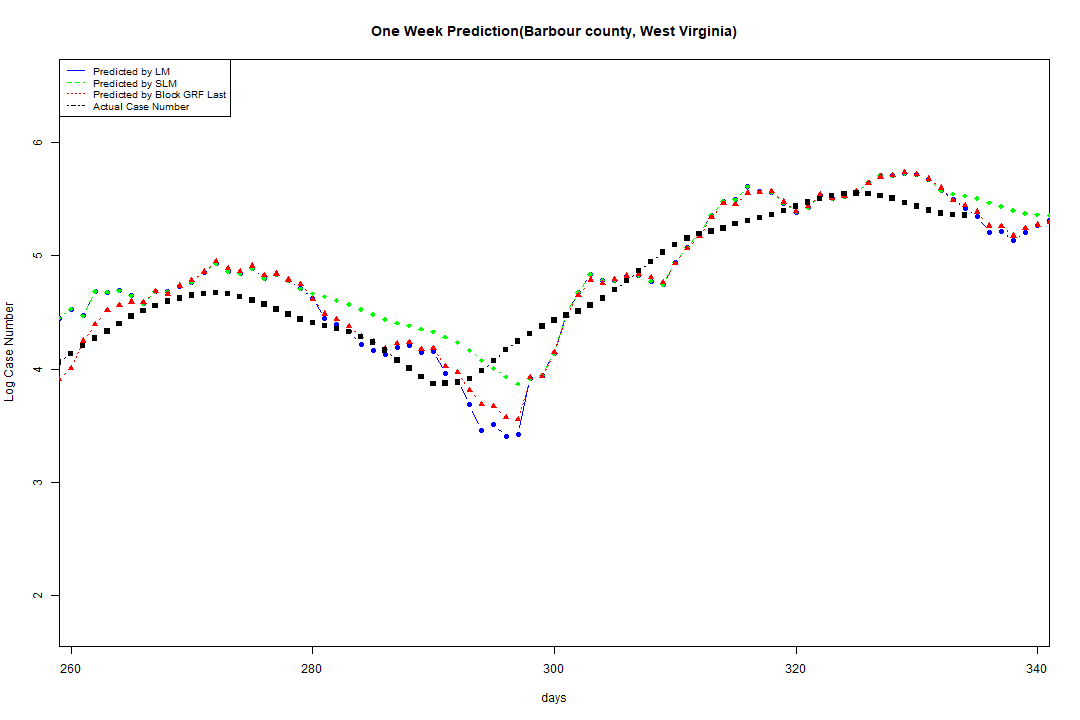 One Week Prediction(Barbour county, West Virginia)
Predicted by LM
Predicted by SLM
Predicted by Block GRF Last
Actual Case Number
6
5
4
3
2
Log Case Number
260 280 300 320 340
days